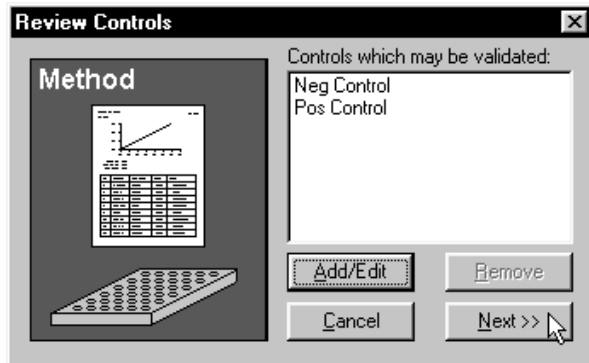 Review Controls
Method
Controls which may be validated:
Neg Control
Pos Control
Add/Edit
Remove
Cancel
Next >>